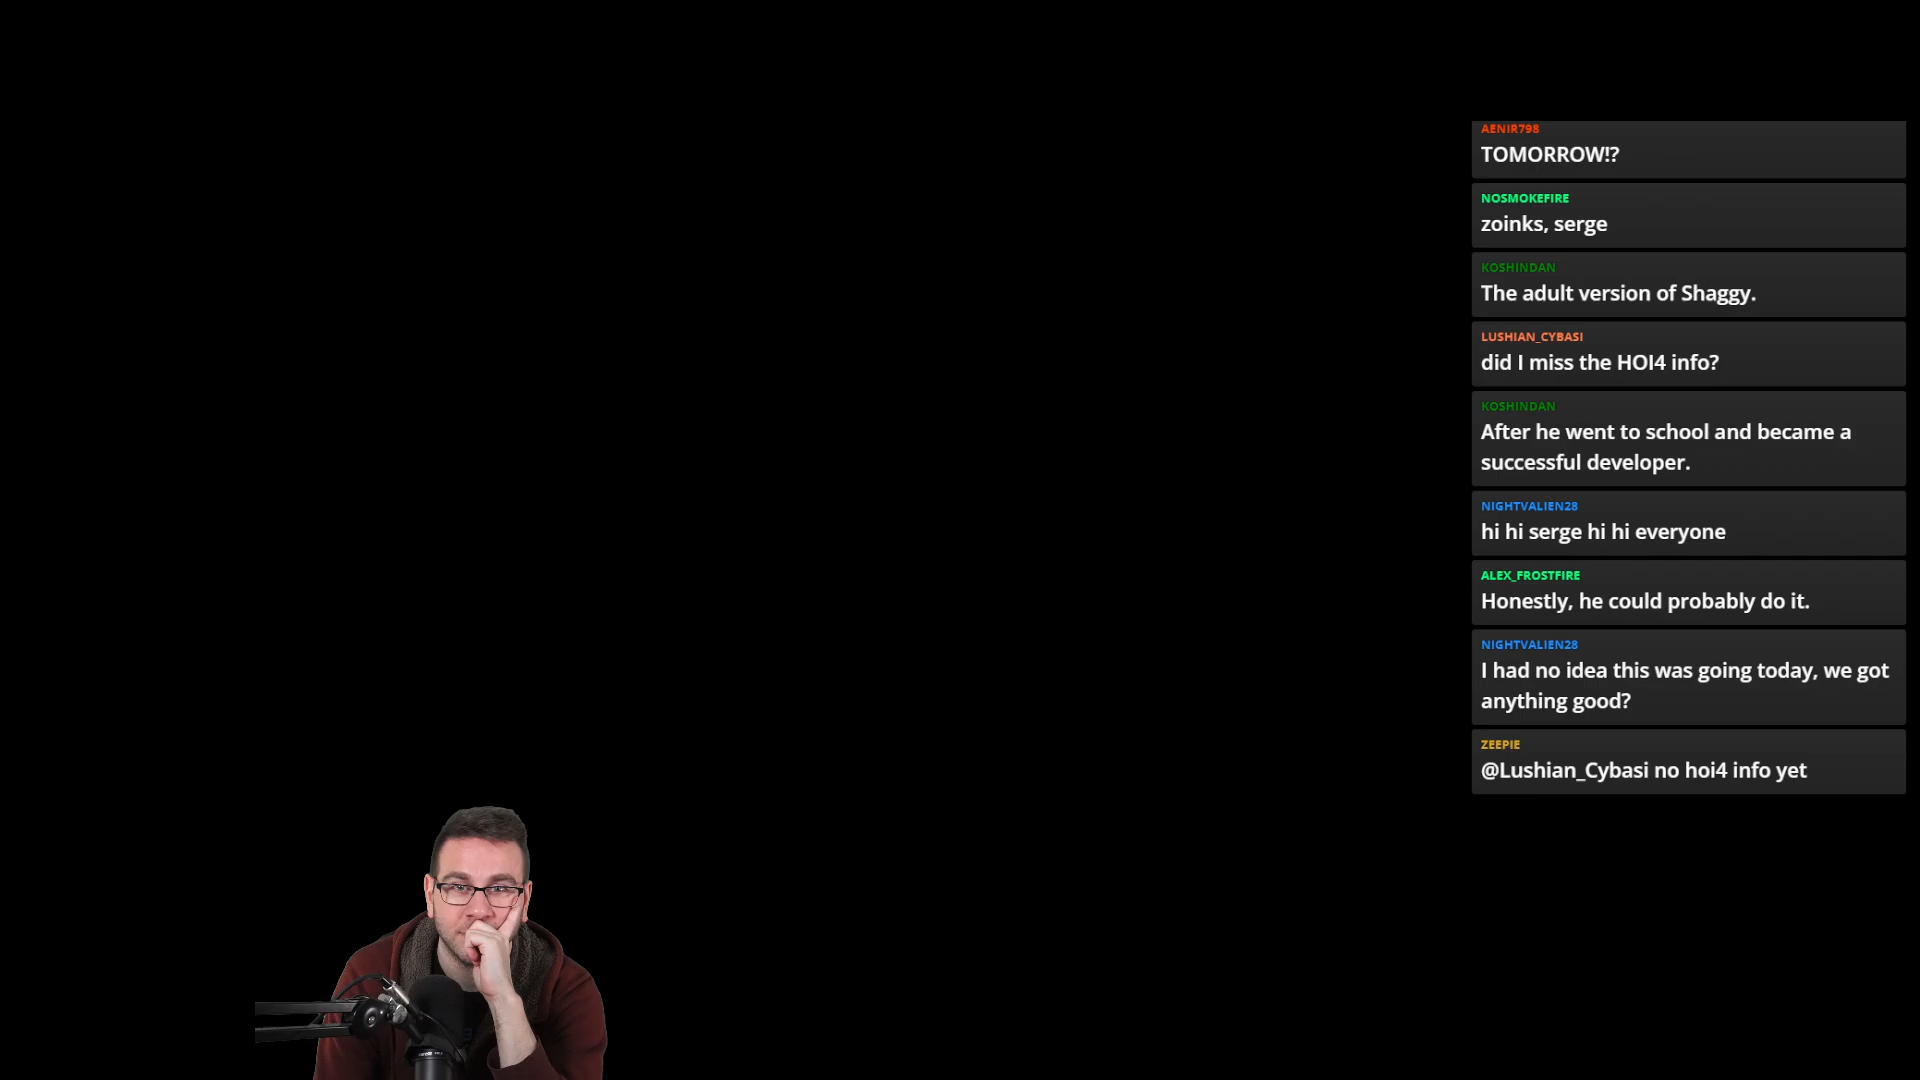 AENIR798
TOMORROW!?
NOSMOKEFIRE
zoinks, serge
KOSHINDAN
The adult version of Shaggy.
LUSHIAN_CYBASI
did I miss the HOI4 info?
KOSHINDAN
After he went to school and became a
successful developer.
NIGHTVALIEN28
hi hi serge hi hi everyone
ALEX_FROSTFIRE
Honestly, he could probably do it.
NIGHTVALIEN28
I had no idea this was going today, we got
anything good?
ZEEPIE
@Lushian_Cybasi no hoi4 info yet